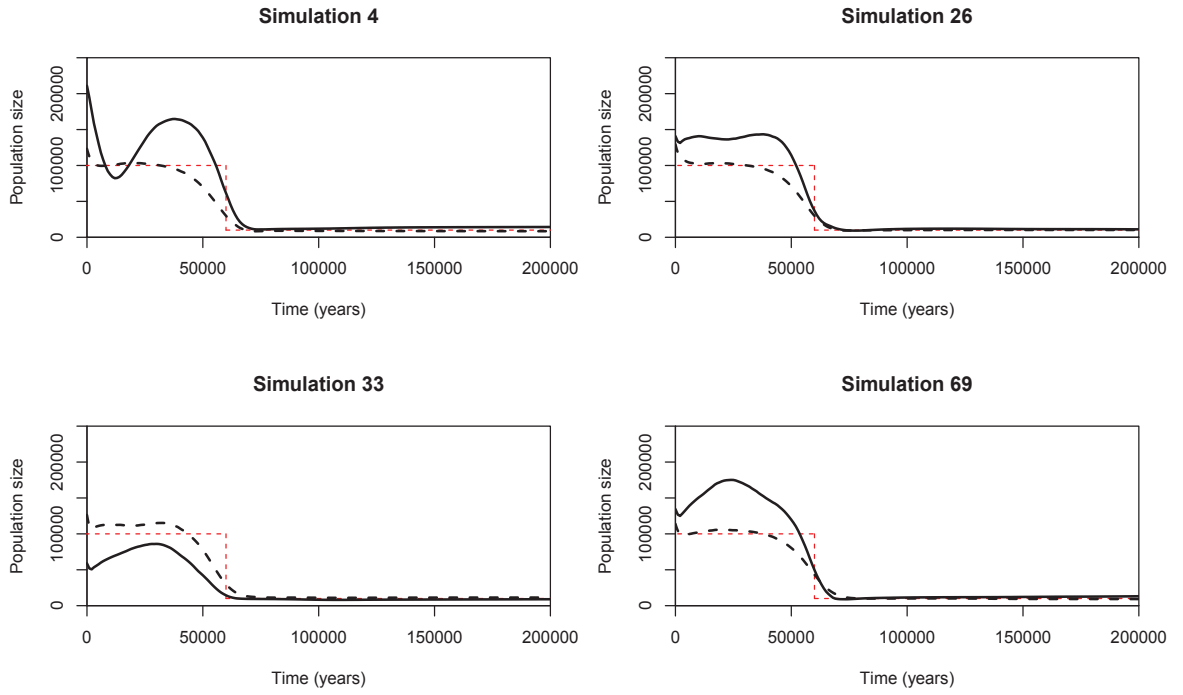 Simulation 4
Population size
200000
100000
0
0 50000 100000 150000 200000
Time (years)
Simulation 26
Population size
200000
100000
0
0 50000 100000 150000 200000
Time (years)
Simulation 33
Population size
200000
100000
0
0 50000 100000 150000 200000
Time (years)
Simulation 69
Population size
200000
100000
0
0 50000 100000 150000 200000
Time (years)